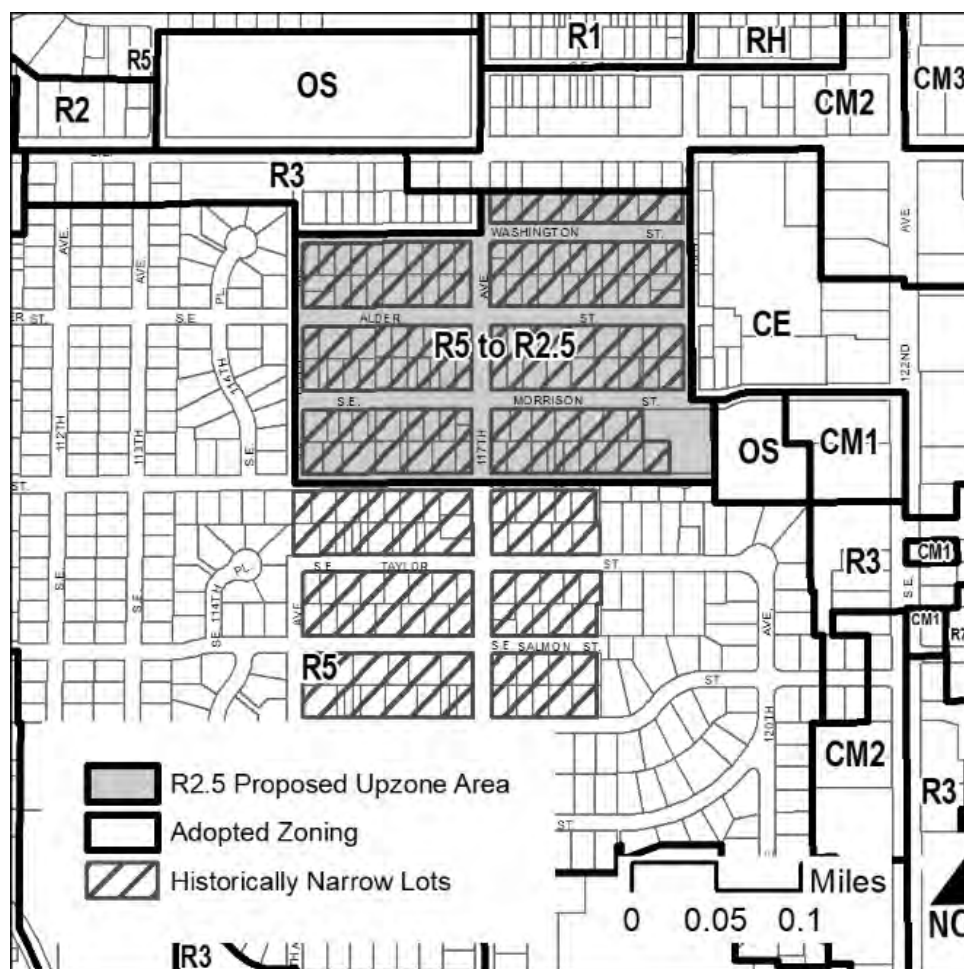 R1
RH
R5
OS
CM3
R2
CM2
R3
WASHINGTON ST.
AVE.
AVE.
AVE.
AVE
PL.
ST.
S.E.
ALDER ST.
R5 to R2.5
CE
114TH
122ND
S.E. MORRISON ST.
112TH
113TH
S.E.
117TH
OS
CM1
ST.
S.E. TAYLOR ST.
R3
CM1
PL.
S.E.
S.E.
S.E. 114TH
AVE
AVE.
S.E.
S.E. SALMON ST.
CM1
R7
R5
ST.
120TH
CM2
R3
R2.5 Proposed Upzone Area
Adopted Zoning
ST.
Historically Narrow Lots
Miles
0 0.05 0.1
NO
R3